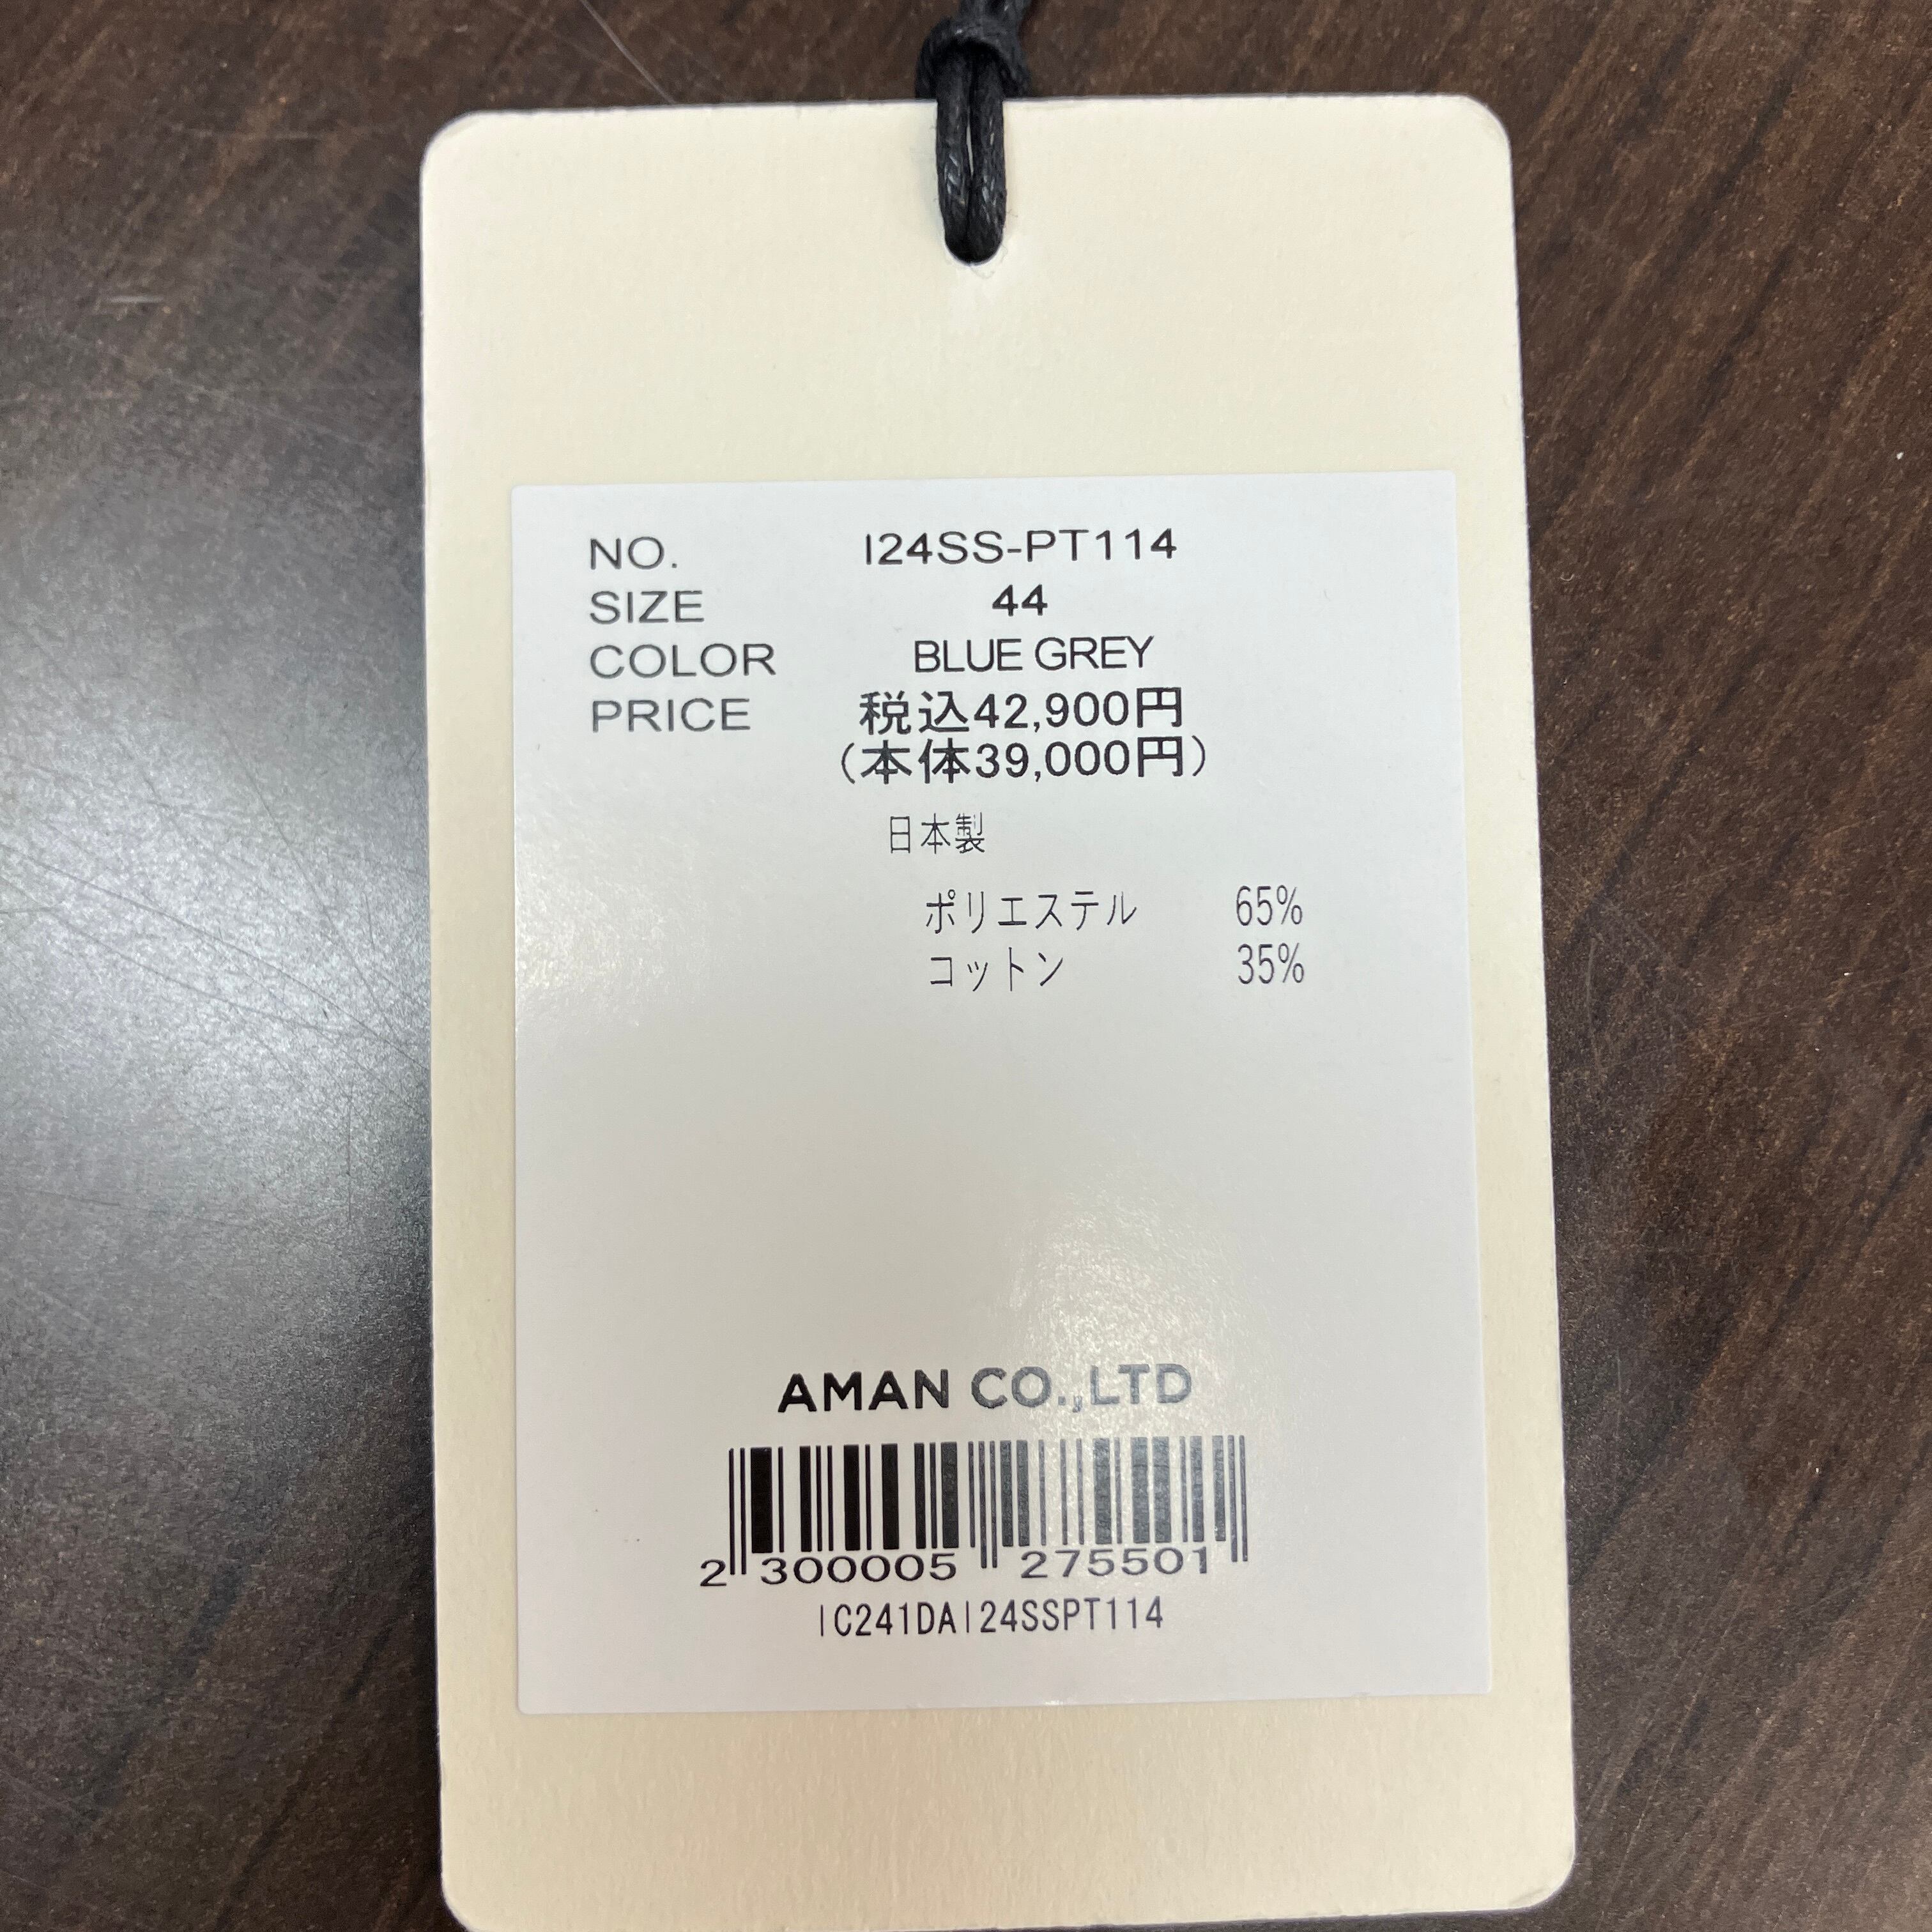 NO. I24SS-PT114
SIZE 44
COLOR BLUE GREY
PRICE 税込42,900円
(本体39,000円)
日本製
ポリエステル 65%
コットン 35%
AMAN CO.,LTD
2 300005 275501
IC241DAI24SSPT114